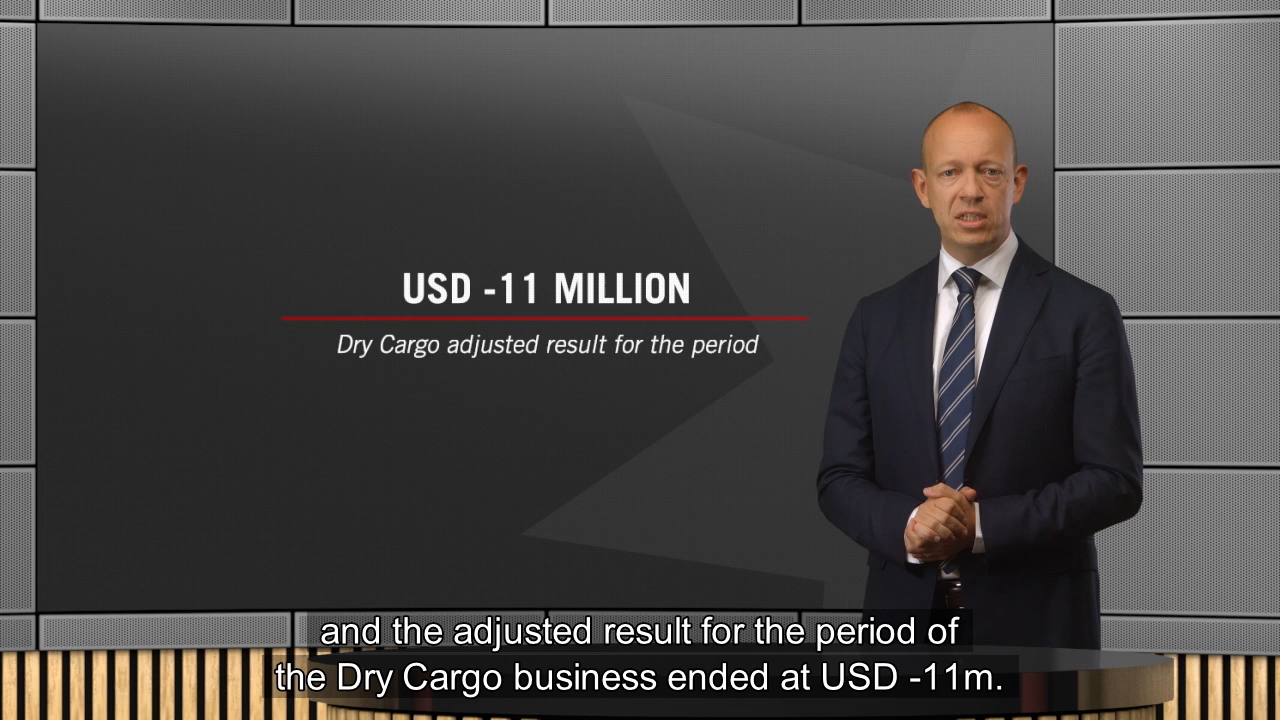 USD -11 MILLION
Dry Cargo adjusted result for the period
and the adjusted result for the period of
the Dry Cargo business ended at USD -11m.